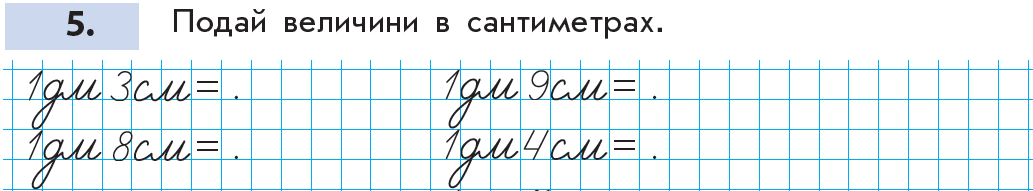 5. Подай величини в сантиметрах.
1дм 3см= . 1дм 9см= .
1дм 8см= . 1дм 4см= .